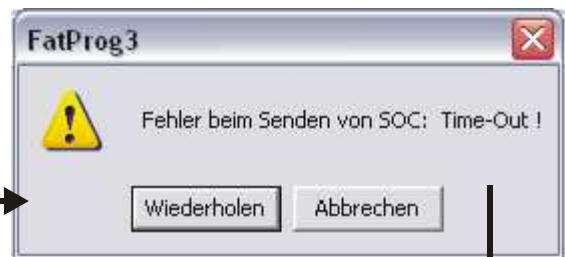 FatProg3
Fehler beim Senden von SOC:  Time-Out !
Wiederholen Abbrechen